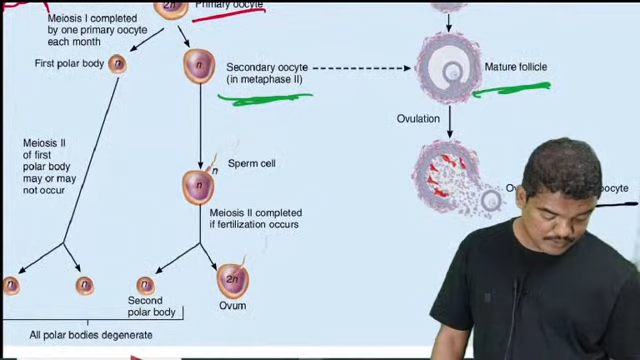 2n
Primary oocyte
Meiosis I completed
by one primary oocyte
each month
First polar body
n
n
Secondary oocyte
(in metaphase II)
Mature follicle
Ovulation
Meiosis II
of first
polar body
may or may
not occur
Sperm cell
n
n
Meiosis II completed
if fertilization occurs
n
n
n
2n
Second
polar body
Ovum
All polar bodies degenerate